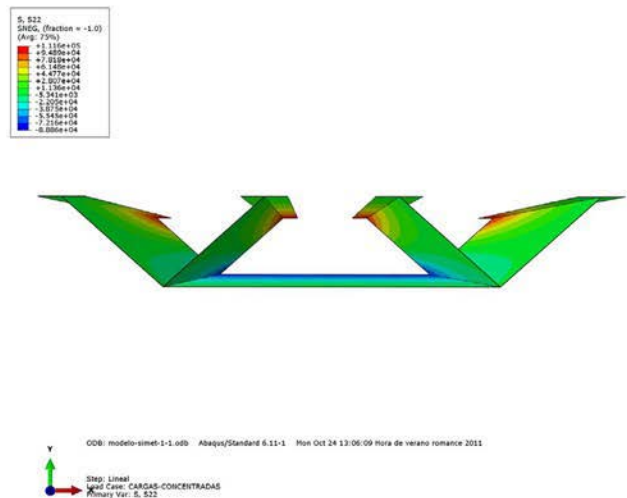 S, S22
SNEG, (fraction = -1.0)
(Avg: 75%)
+1.116e+05
+9.489e+04
+7.818e+04
+6.148e+04
+4.477e+04
+2.807e+04
+1.136e+04
-5.341e+03
-2.205e+04
-3.875e+04
-5.545e+04
-7.216e+04
-8.886e+04
ODB: modelo-simet-1-1.odb Abaqus/Standard 6.11-1 Mon Oct 24 13:06:09 Hora de verano romance 2011
Y
X
Step: Lineal
Load Case: CARGAS-CONCENTRADAS
Primary Var: S, S22